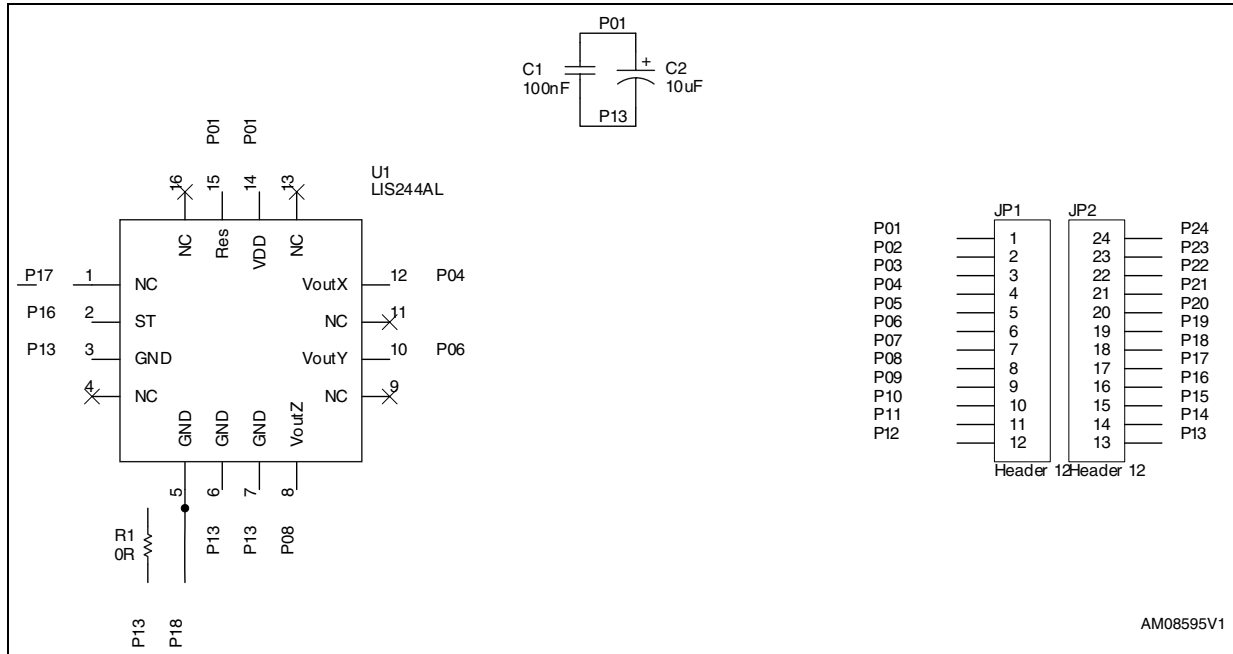 P01
C1
100nF
+
C2
10uF
P13
P01
P01
U1
LIS244AL
16
15
14
13
NC
Res
VDD
NC
P17
1
NC
VoutX
12
P04
P16
2
ST
NC
11
P13
3
GND
VoutY
10
P06
4
NC
NC
9
GND
GND
GND
VoutZ
5
6
7
8
R1
0R
P13
P13
P08
P13
P18
JP1
JP2
P01
1
24
P24
P02
2
23
P23
P03
3
22
P22
P04
4
21
P21
P05
5
20
P20
P06
6
19
P19
P07
7
18
P18
P08
8
17
P17
P09
9
16
P16
P10
10
15
P15
P11
11
14
P14
P12
12
13
P13
Header 12
Header 12
AM08595V1